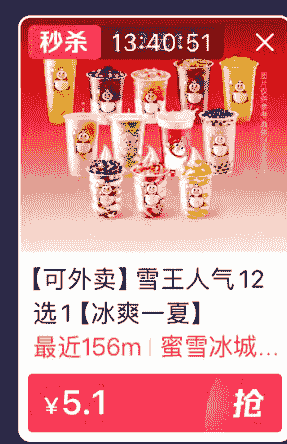 秒杀 13:40:51
【可外卖】雪王人气12
选1【冰爽一夏】
最近156m | 蜜雪冰城...
¥5.1 抢